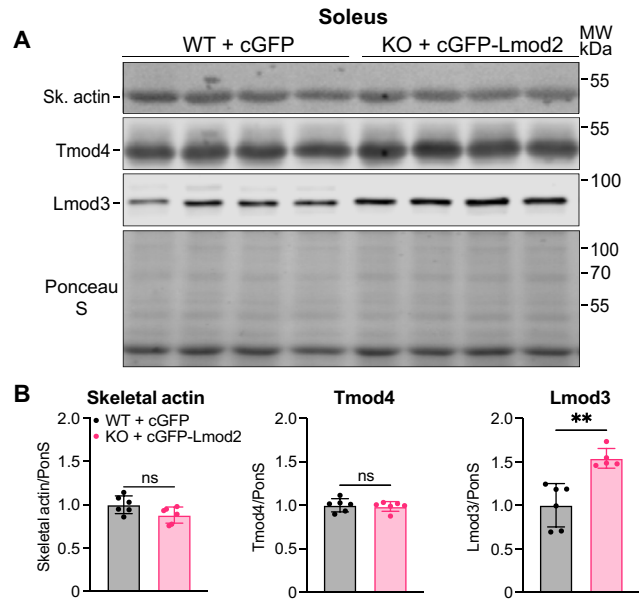 Soleus
A
WT + cGFP
KO + cGFP-Lmod2
MW
kDa
Sk. actin
55
Tmod4
55
Lmod3
100
Ponceau
S
100
70
55
B
Skeletal actin
Tmod4
Lmod3
WT + cGFP
KO + cGFP-Lmod2
Skeletal actin/PonS
2.0
1.5
1.0
0.5
0
ns
Tmod4/PonS
2.0
1.5
1.0
0.5
0
ns
Lmod3/PonS
2.0
1.5
1.0
0.5
0
**